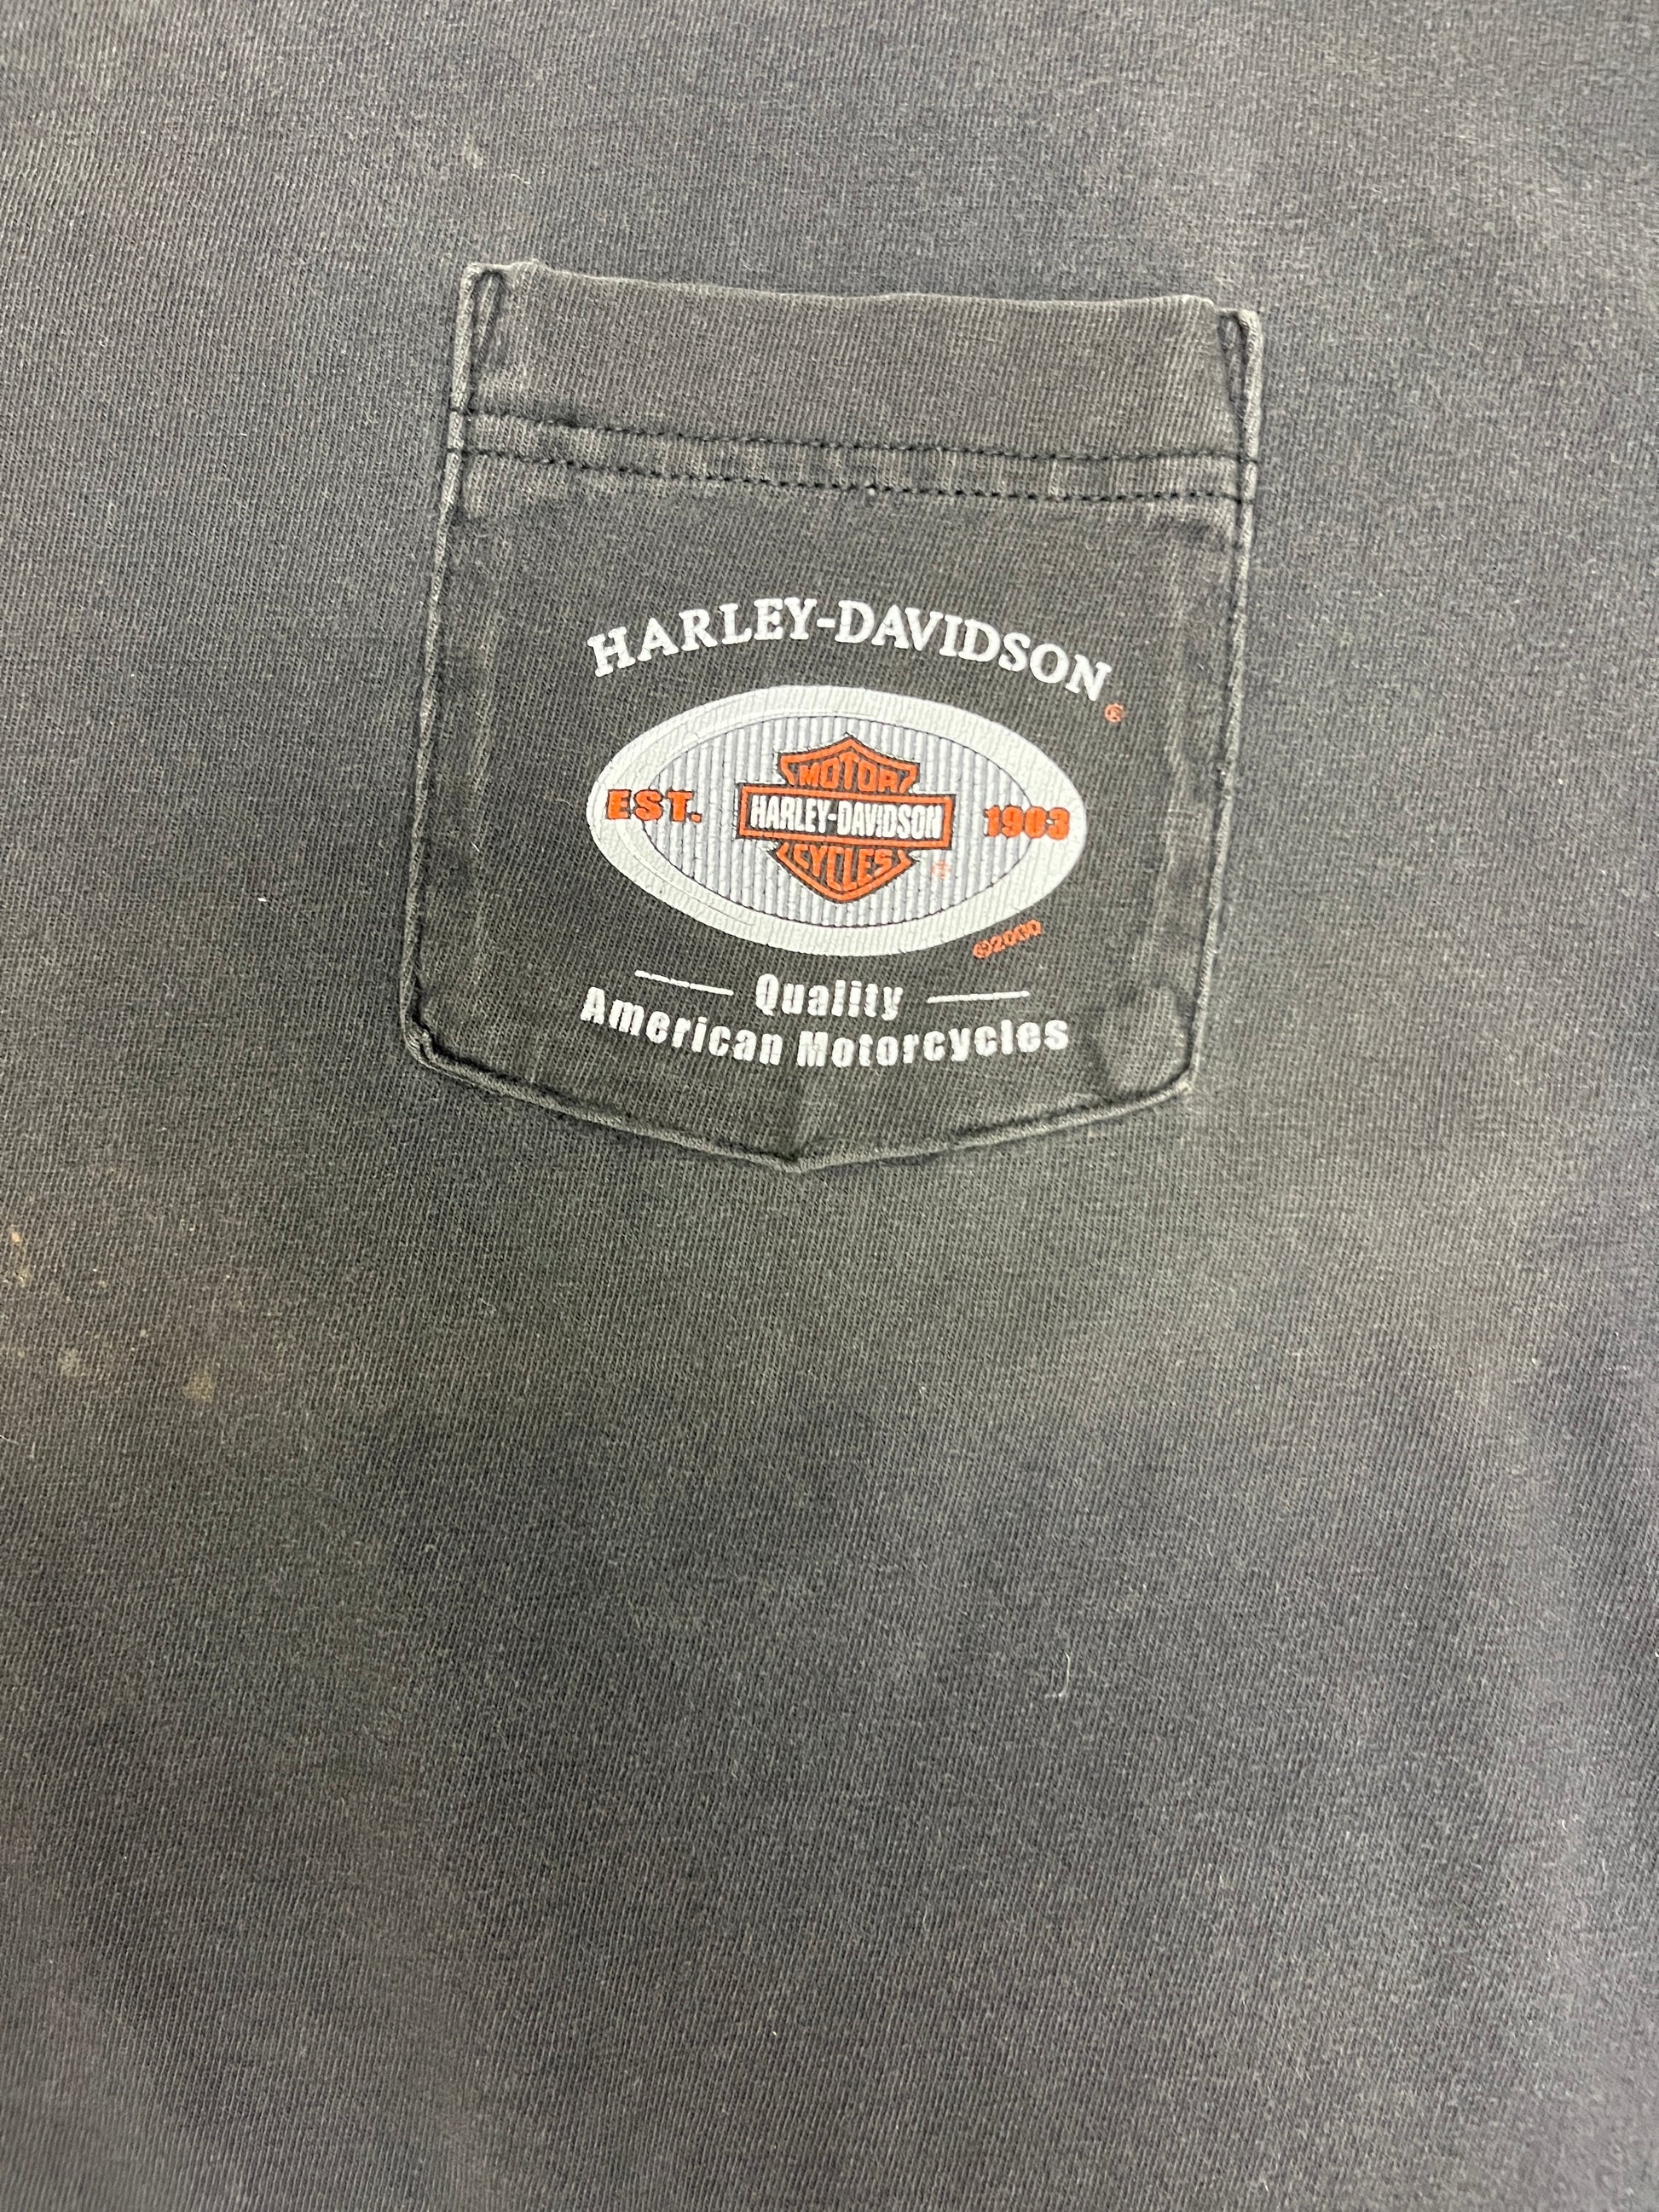 HARLEY-DAVIDSON
®
MOTOR
EST. HARLEY-DAVIDSON 1903
CYCLES ®
©2000
Quality
American Motorcycles